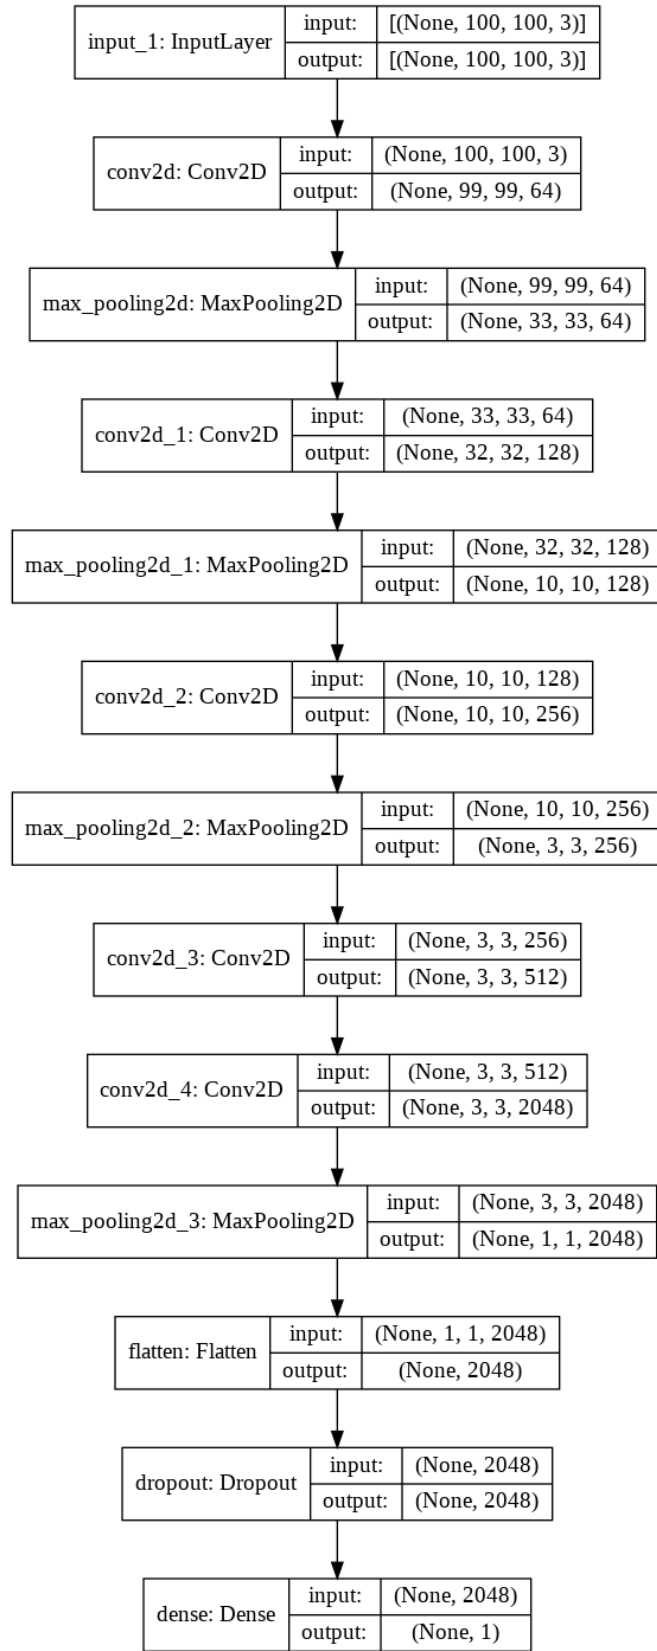 input_1: InputLayer
input: [(None, 100, 100, 3)]
output: [(None, 100, 100, 3)]
conv2d: Conv2D
input: (None, 100, 100, 3)
output: (None, 99, 99, 64)
max_pooling2d: MaxPooling2D
input: (None, 99, 99, 64)
output: (None, 33, 33, 64)
conv2d_1: Conv2D
input: (None, 33, 33, 64)
output: (None, 32, 32, 128)
max_pooling2d_1: MaxPooling2D
input: (None, 32, 32, 128)
output: (None, 10, 10, 128)
conv2d_2: Conv2D
input: (None, 10, 10, 128)
output: (None, 10, 10, 256)
max_pooling2d_2: MaxPooling2D
input: (None, 10, 10, 256)
output: (None, 3, 3, 256)
conv2d_3: Conv2D
input: (None, 3, 3, 256)
output: (None, 3, 3, 512)
conv2d_4: Conv2D
input: (None, 3, 3, 512)
output: (None, 3, 3, 2048)
max_pooling2d_3: MaxPooling2D
input: (None, 3, 3, 2048)
output: (None, 1, 1, 2048)
flatten: Flatten
input: (None, 1, 1, 2048)
output: (None, 2048)
dropout: Dropout
input: (None, 2048)
output: (None, 2048)
dense: Dense
input: (None, 2048)
output: (None, 1)